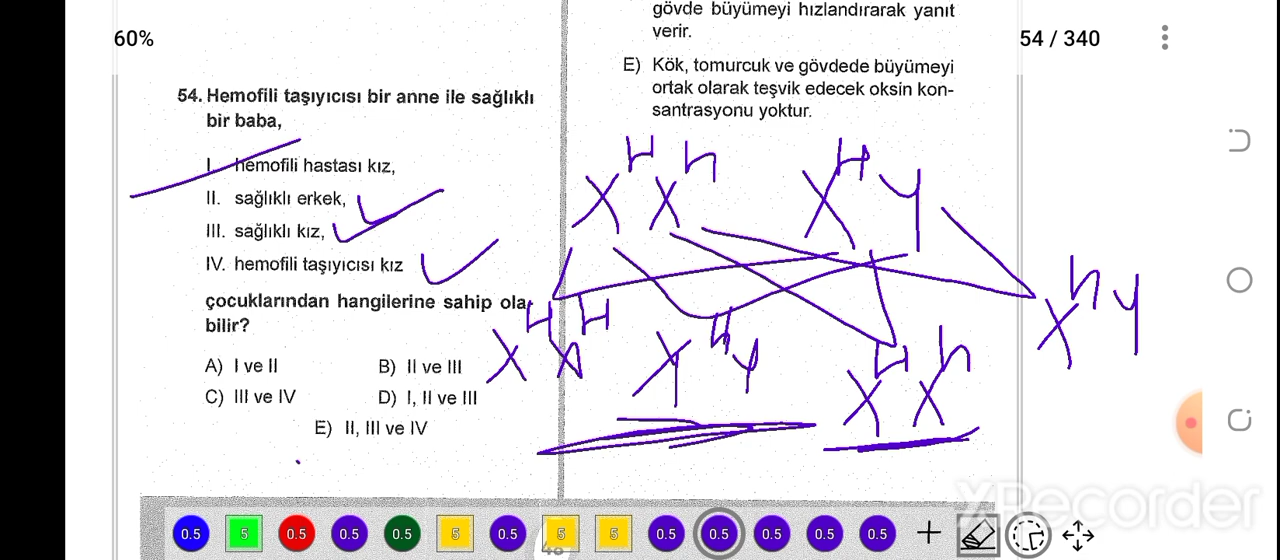 gövde büyümeyi hızlandırarak yanıt
verir.
60%
54 / 340
E) Kök, tomurcuk ve gövdede büyümeyi
ortak olarak teşvik edecek oksin kon-
santrasyonu yoktur.
54. Hemofili taşıyıcısı bir anne ile sağlıklı
bir baba,
I. hemofili hastası kız,
II. sağlıklı erkek,
III. sağlıklı kız,
IV. hemofili taşıyıcısı kız
çocuklarından hangilerine sahip ola
bilir?
A) I ve II B) II ve III
C) III ve IV D) I, II ve III
E) II, III ve IV
X^H X^h X^H y
X^H X^H X^H y X^H X^h X^h y
0.5 5 0.5 0.5 0.5 5 0.5 5 5 0.5 0.5 0.5 0.5 0.5
XRecorder